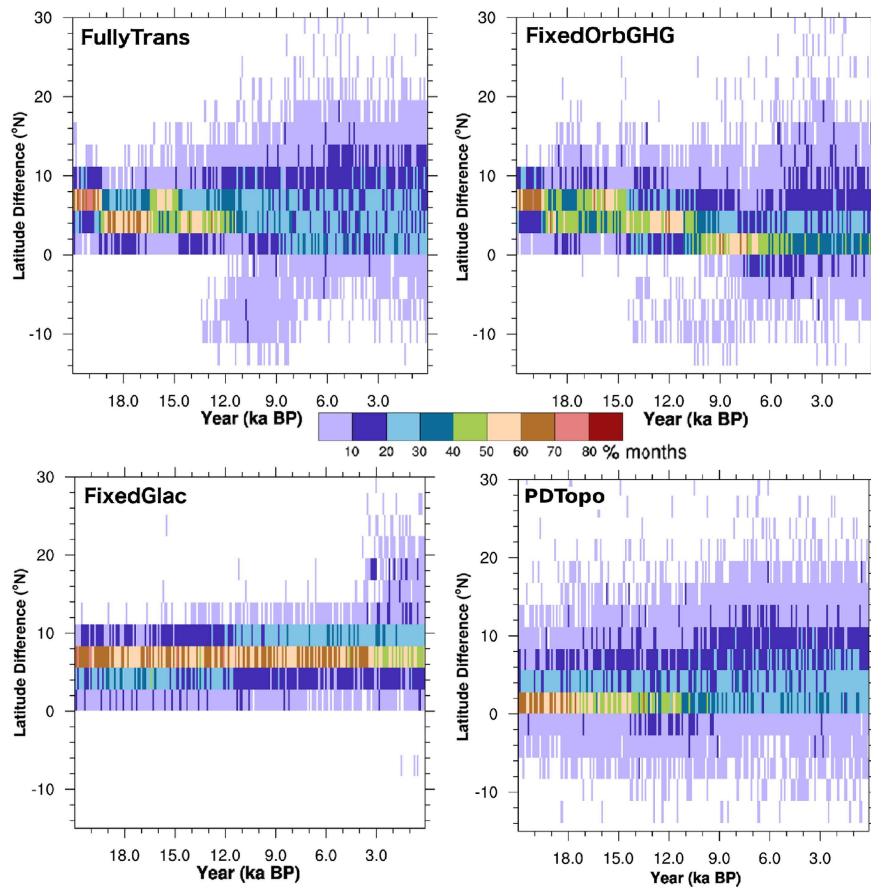 FullyTrans
FixedOrbGHG
Latitude Difference (°N)
30
20
10
0
-10
18.0 15.0 12.0 9.0 6.0 3.0
Year (ka BP)
Latitude Difference (°N)
30
20
10
0
-10
18.0 15.0 12.0 9.0 6.0 3.0
Year (ka BP)
10 20 30 40 50 60 70 80 % months
FixedGlac
PDTopo
Latitude Difference (°N)
30
20
10
0
-10
18.0 15.0 12.0 9.0 6.0 3.0
Year (ka BP)
Latitude Difference (°N)
30
20
10
0
-10
18.0 15.0 12.0 9.0 6.0 3.0
Year (ka BP)